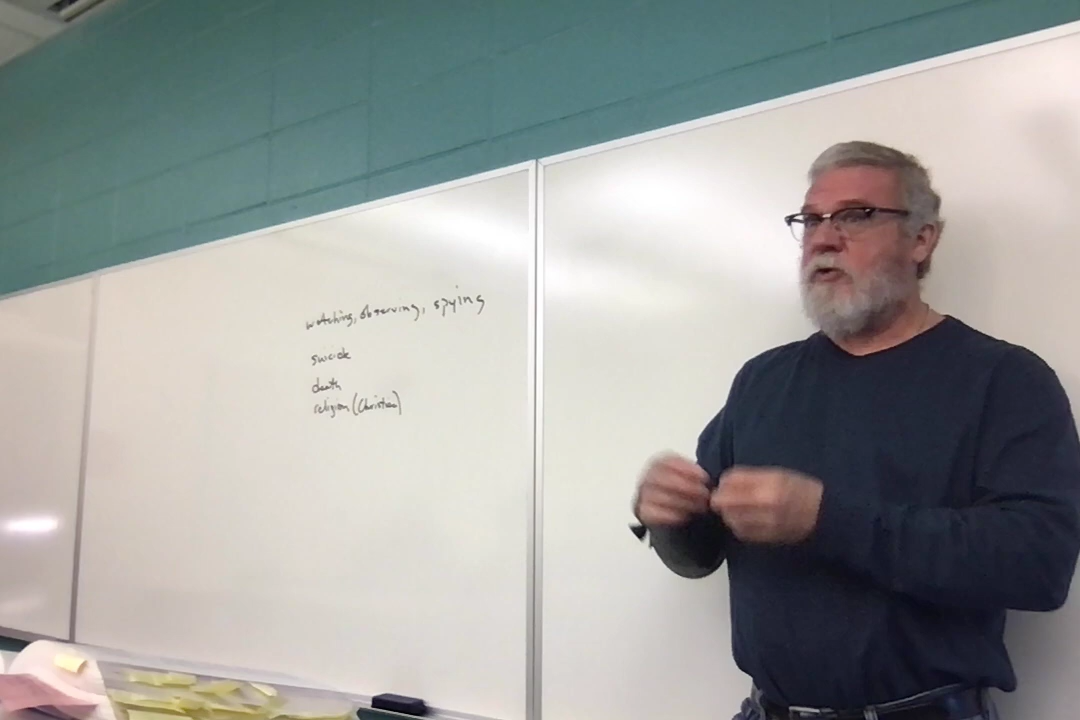 watching, observing, spying
suicide
death
religion (Christian)